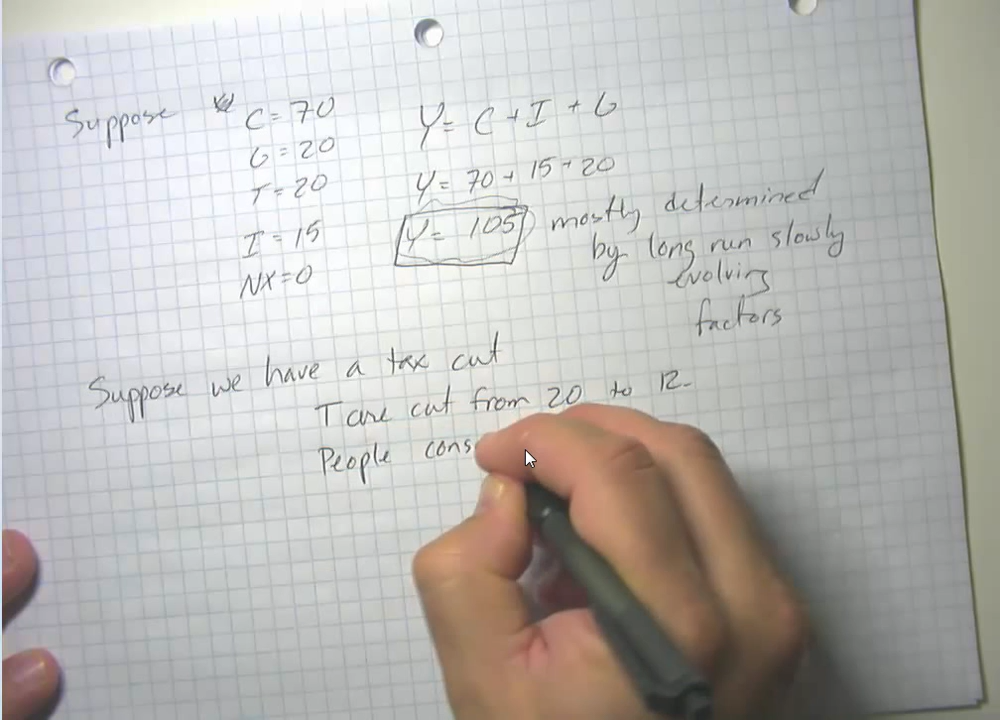 Suppose C = 70
G = 20
T = 20
I = 15
NX = 0
Y = C + I + G
Y = 70 + 15 + 20
Y = 105
mostly determined
by long run slowly
evolving
factors
Suppose we have a tax cut
T are cut from 20 to 12.
People cons